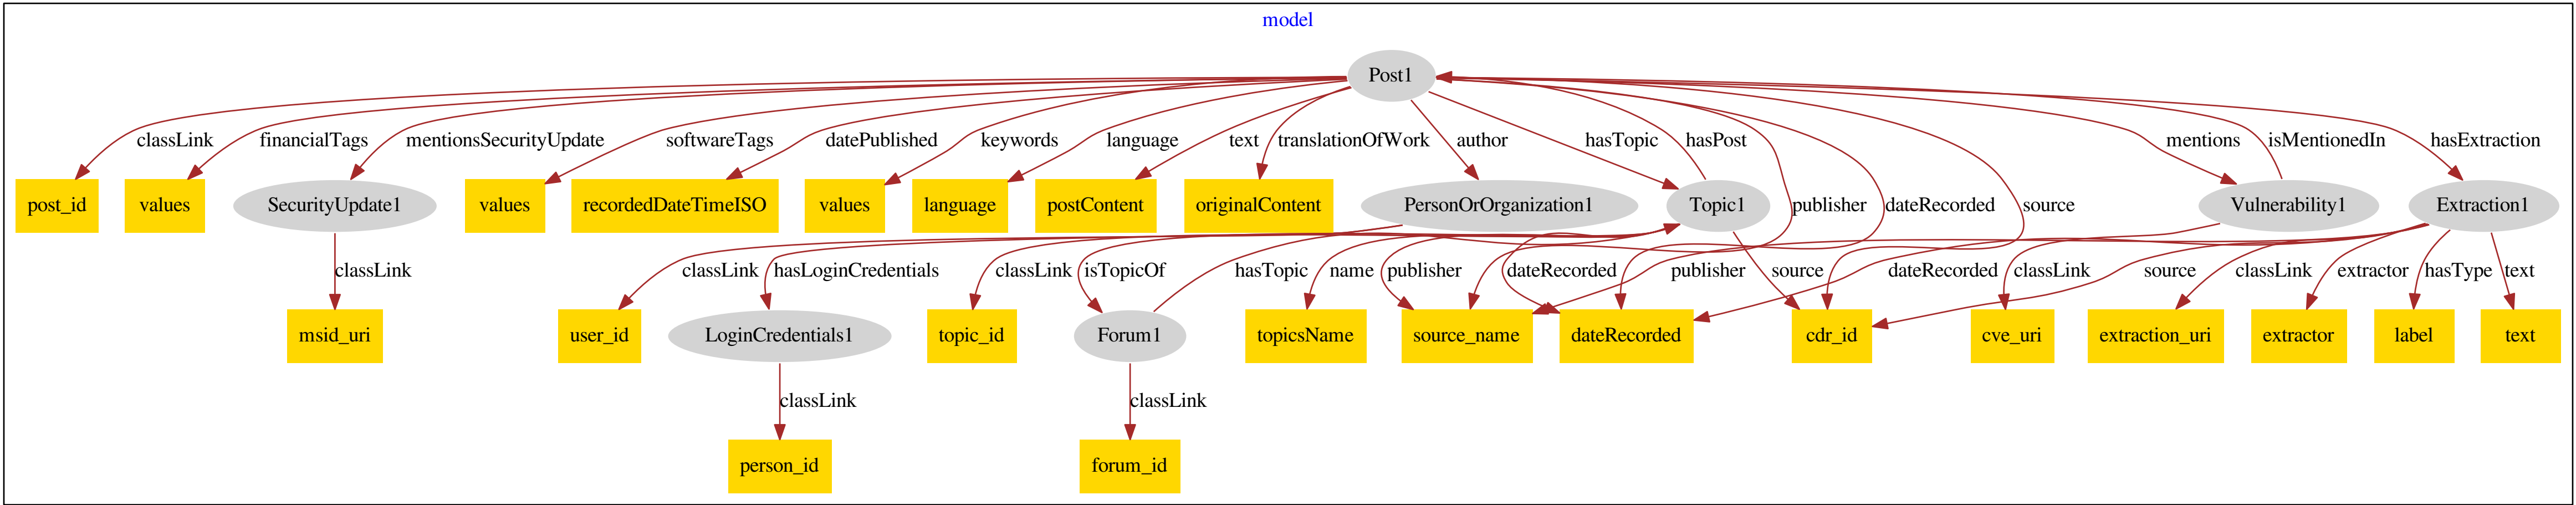 model
Post1
classLink
financialTags
mentionsSecurityUpdate
softwareTags
datePublished
keywords
language
text
translationOfWork
author
hasTopic
hasPost
mentions
isMentionedIn
hasExtraction
post_id
values
SecurityUpdate1
values
recordedDateTimeISO
values
language
postContent
originalContent
PersonOrOrganization1
Topic1
publisher
dateRecorded
source
Vulnerability1
Extraction1
classLink
classLink
hasLoginCredentials
classLink
isTopicOf
hasTopic
name
publisher
dateRecorded
publisher
source
dateRecorded
classLink
source
classLink
extractor
hasType
text
msid_uri
user_id
LoginCredentials1
topic_id
Forum1
topicsName
source_name
dateRecorded
cdr_id
cve_uri
extraction_uri
extractor
label
text
classLink
classLink
person_id
forum_id